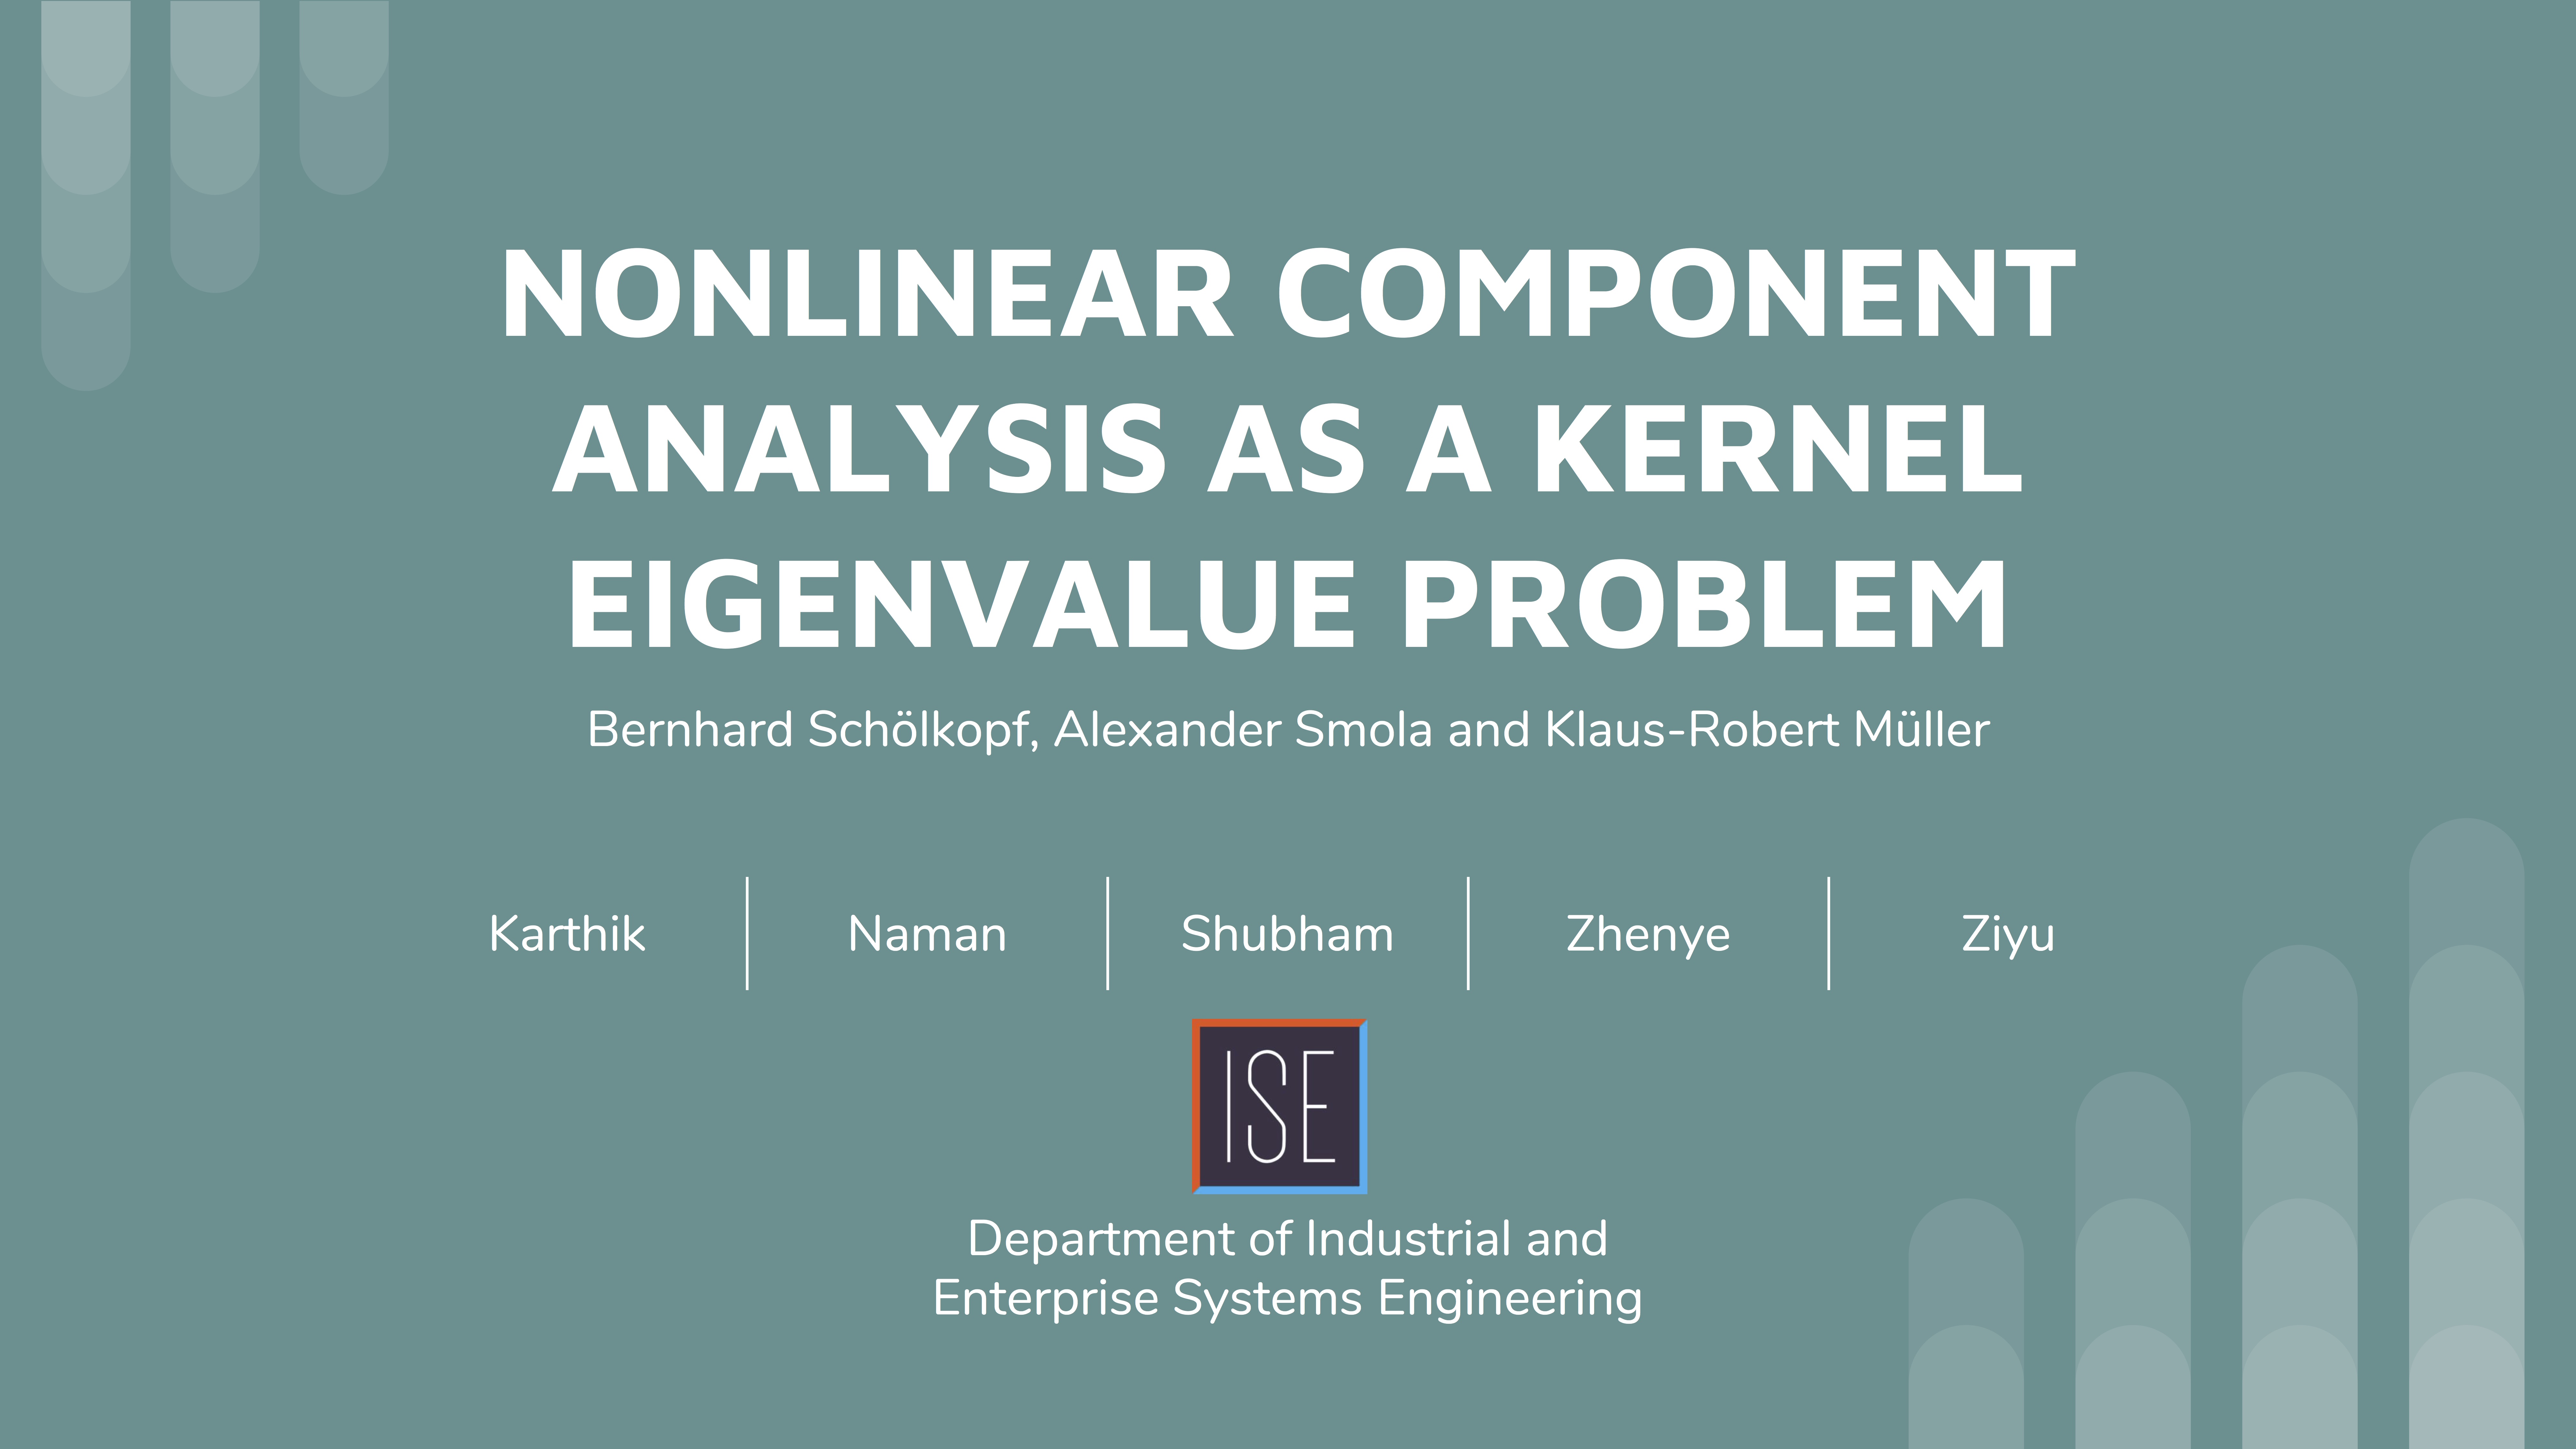 NONLINEAR COMPONENT
ANALYSIS AS A KERNEL
EIGENVALUE PROBLEM
Bernhard Schölkopf, Alexander Smola and Klaus-Robert Müller
Karthik Naman Shubham Zhenye Ziyu
ISE
Department of Industrial and
Enterprise Systems Engineering